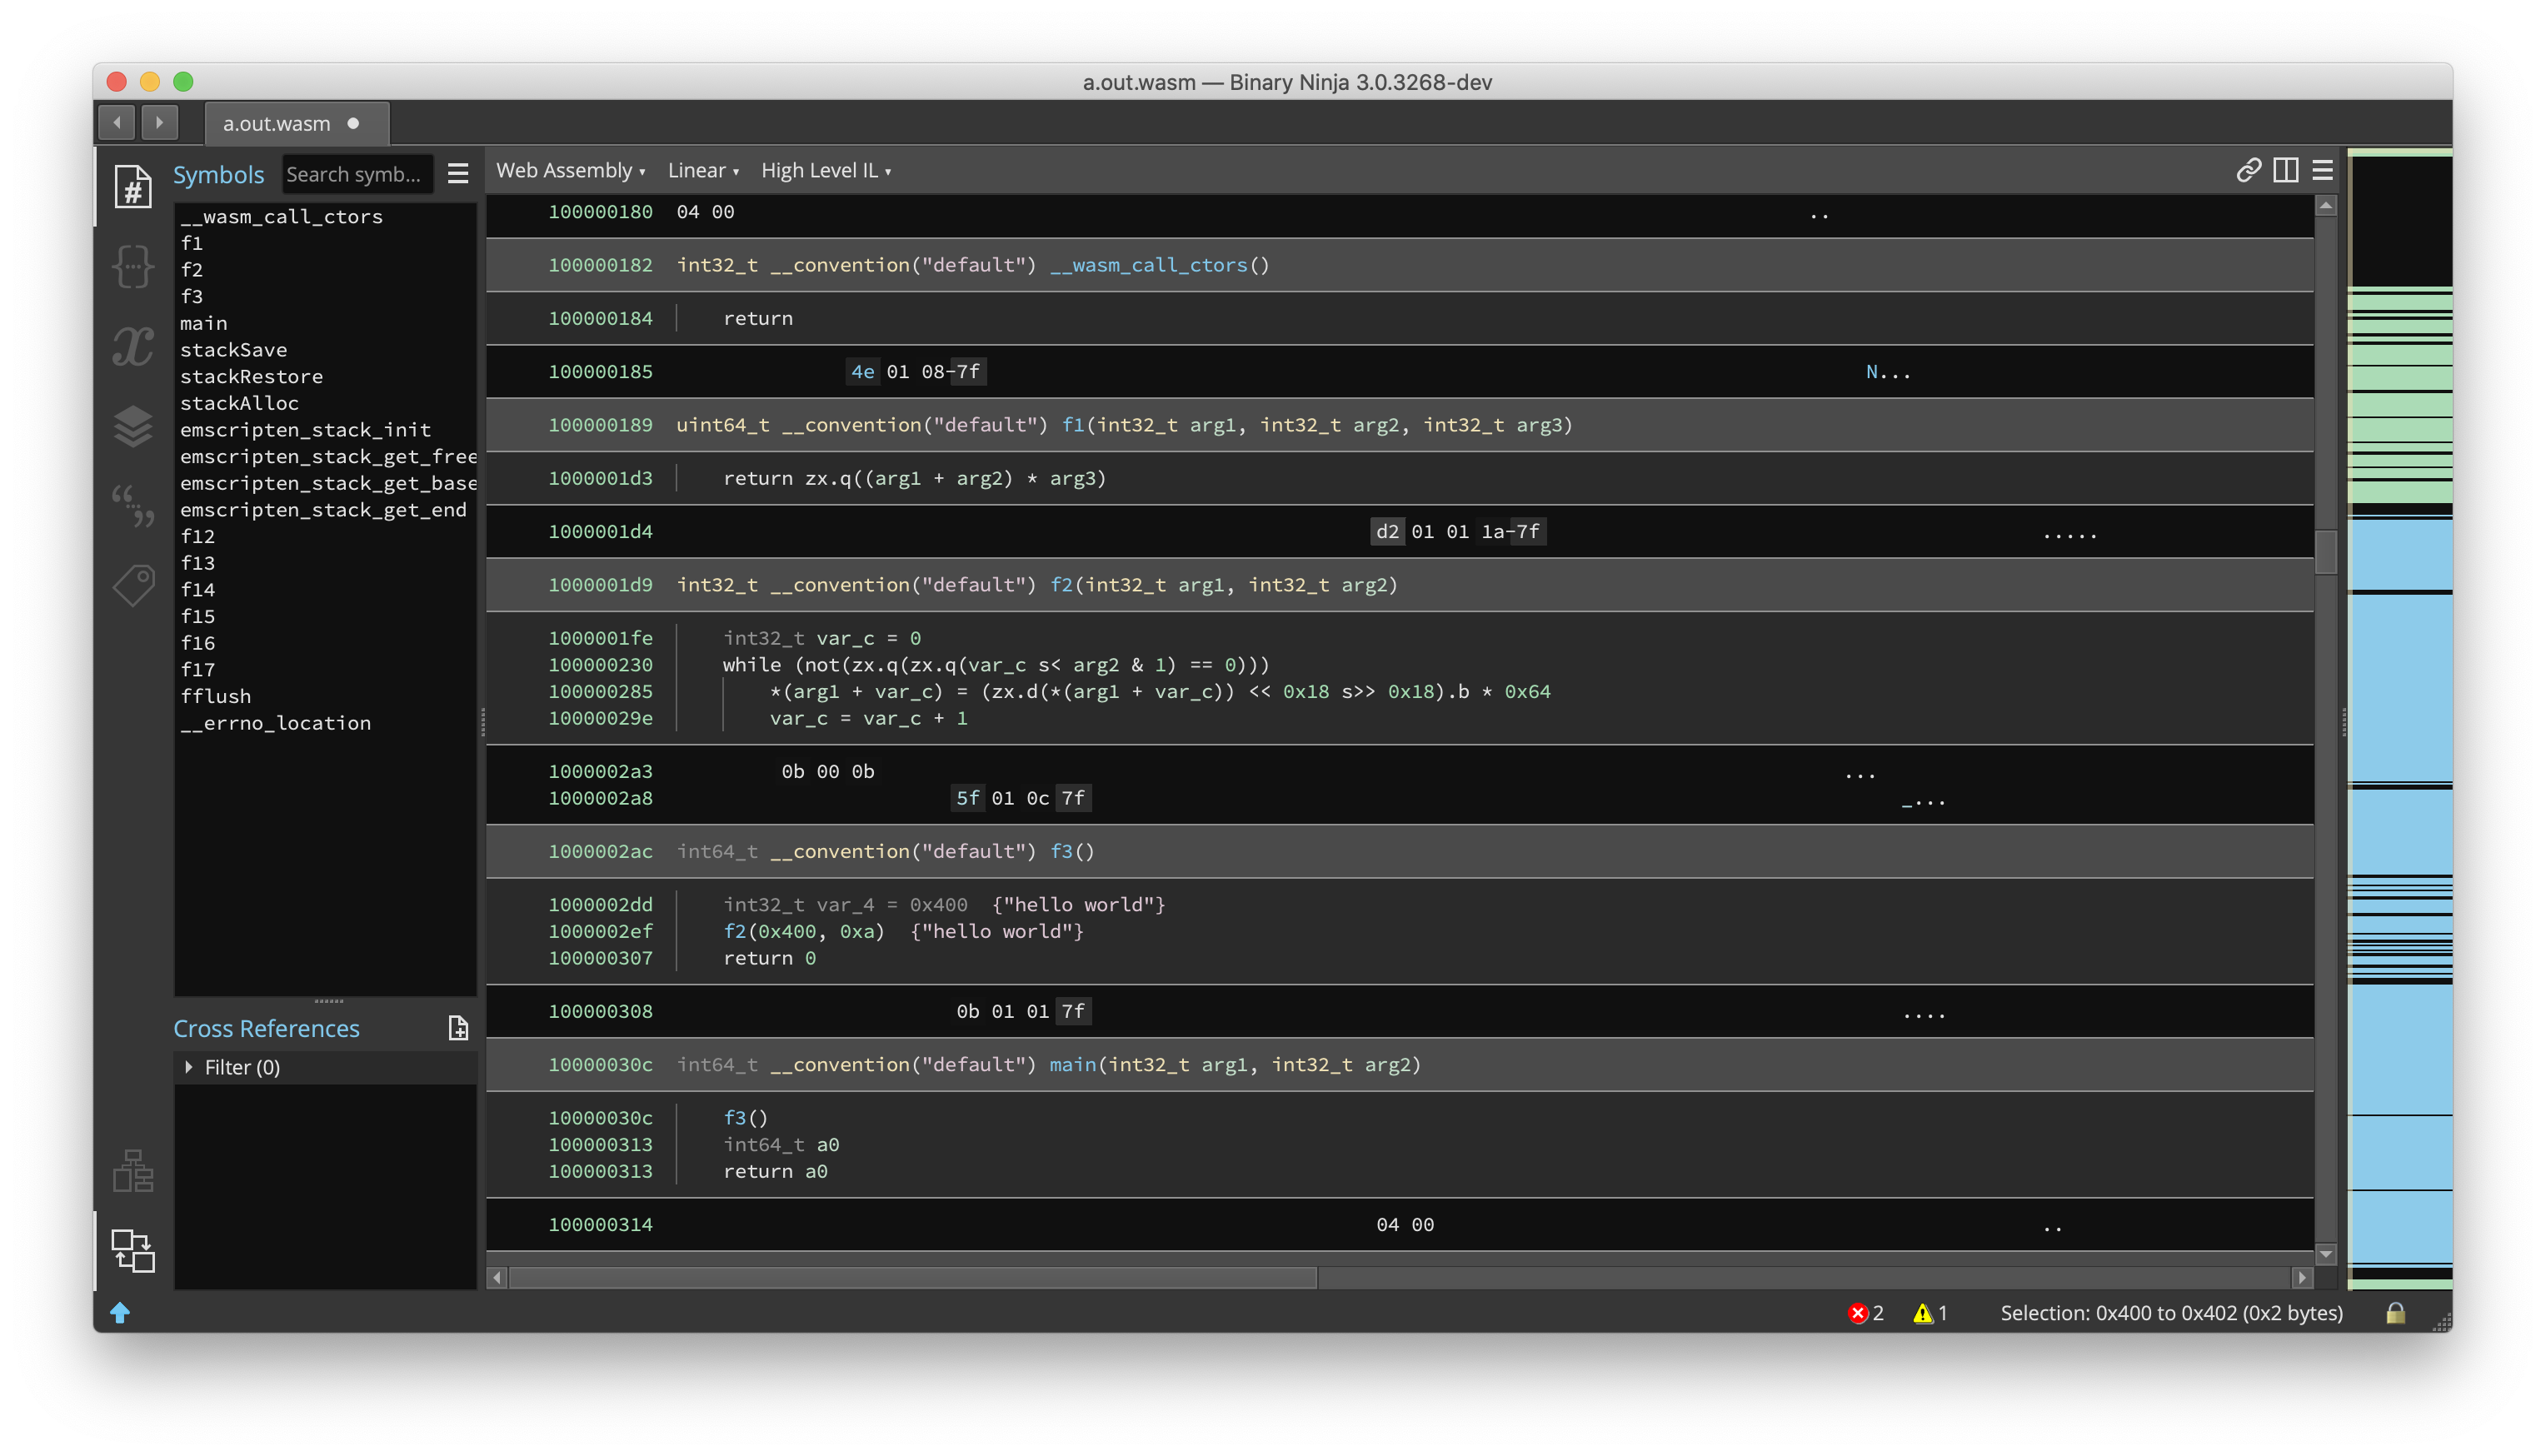 a.out.wasm — Binary Ninja 3.0.3268-dev
a.out.wasm
Symbols
Search symb...
__wasm_call_ctors
f1
f2
f3
main
stackSave
stackRestore
stackAlloc
emscripten_stack_init
emscripten_stack_get_free
emscripten_stack_get_base
emscripten_stack_get_end
f12
f13
f14
f15
f16
f17
fflush
__errno_location
Cross References
Filter (0)
Web Assembly ▾ Linear ▾ High Level IL ▾
100000180 04 00 ..
100000182 int32_t __convention("default") __wasm_call_ctors()
100000184 return
100000185 4e 01 08-7f N...
100000189 uint64_t __convention("default") f1(int32_t arg1, int32_t arg2, int32_t arg3)
1000001d3 return zx.q((arg1 + arg2) * arg3)
1000001d4 d2 01 01 1a-7f .....
1000001d9 int32_t __convention("default") f2(int32_t arg1, int32_t arg2)
1000001fe int32_t var_c = 0
100000230 while (not(zx.q(zx.q(var_c s< arg2 & 1) == 0)))
100000285 *(arg1 + var_c) = (zx.d(*(arg1 + var_c)) << 0x18 s>> 0x18).b * 0x64
10000029e var_c = var_c + 1
1000002a3 0b 00 0b ...
1000002a8 5f 01 0c 7f _...
1000002ac int64_t __convention("default") f3()
1000002dd int32_t var_4 = 0x400 {"hello world"}
1000002ef f2(0x400, 0xa) {"hello world"}
100000307 return 0
100000308 0b 01 01 7f ....
10000030c int64_t __convention("default") main(int32_t arg1, int32_t arg2)
10000030c f3()
100000313 int64_t a0
100000313 return a0
100000314 04 00 ..
2 1 Selection: 0x400 to 0x402 (0x2 bytes)